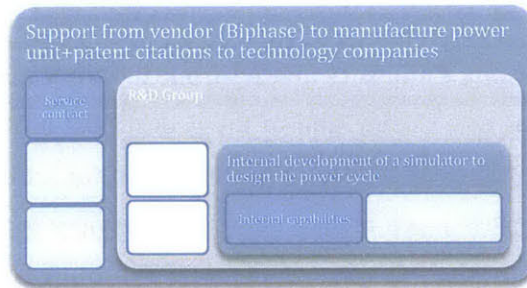 Support from vendor (Biphase) to manufacture power
unit+patent citations to technology companies
Service
contract
R&D Group
Internal development of a simulator to
design the power cycle
Internal capabilities